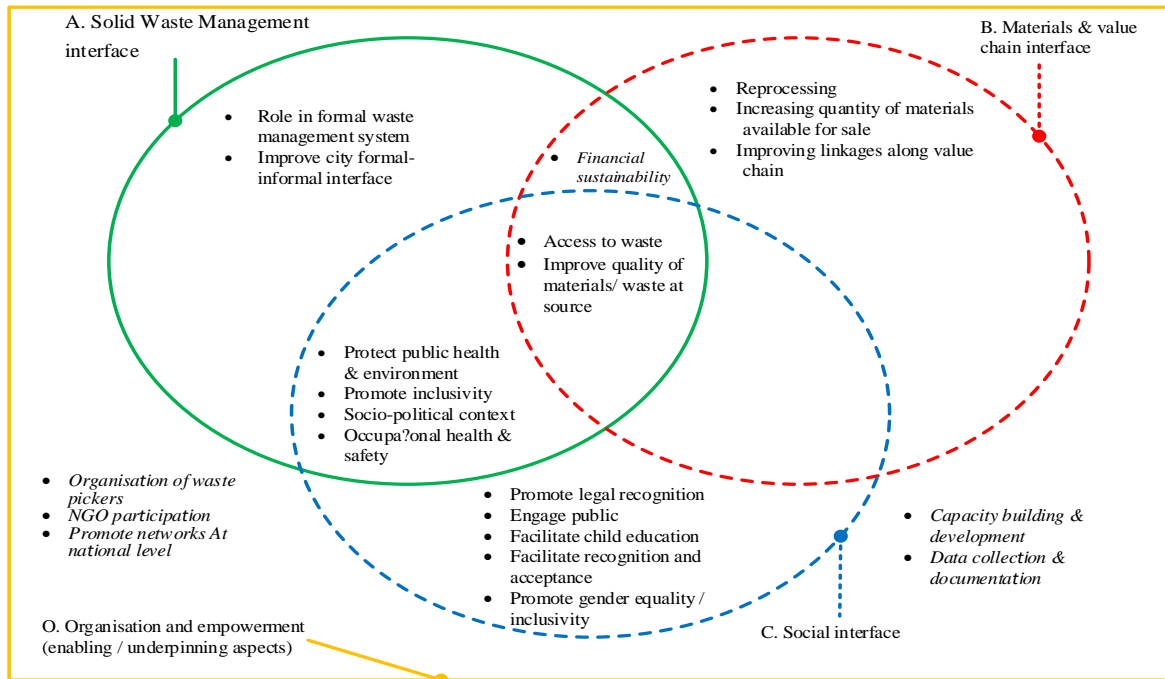 A. Solid Waste Management
interface
B. Materials & value
chain interface
• Role in formal waste
management system
• Improve city formal-
informal interface
• Reprocessing
• Increasing quantity of materials
available for sale
• Improving linkages along value
chain
• Financial
sustainability
• Access to waste
• Improve quality of
materials/ waste at
source
• Protect public health
& environment
• Promote inclusivity
• Socio-political context
• Occupa?onal health &
safety
• Organisation of waste
pickers
• NGO participation
• Promote networks At
national level
• Promote legal recognition
• Engage public
• Facilitate child education
• Facilitate recognition and
acceptance
• Promote gender equality /
inclusivity
• Capacity building &
development
• Data collection &
documentation
O. Organisation and empowerment
(enabling / underpinning aspects)
C. Social interface